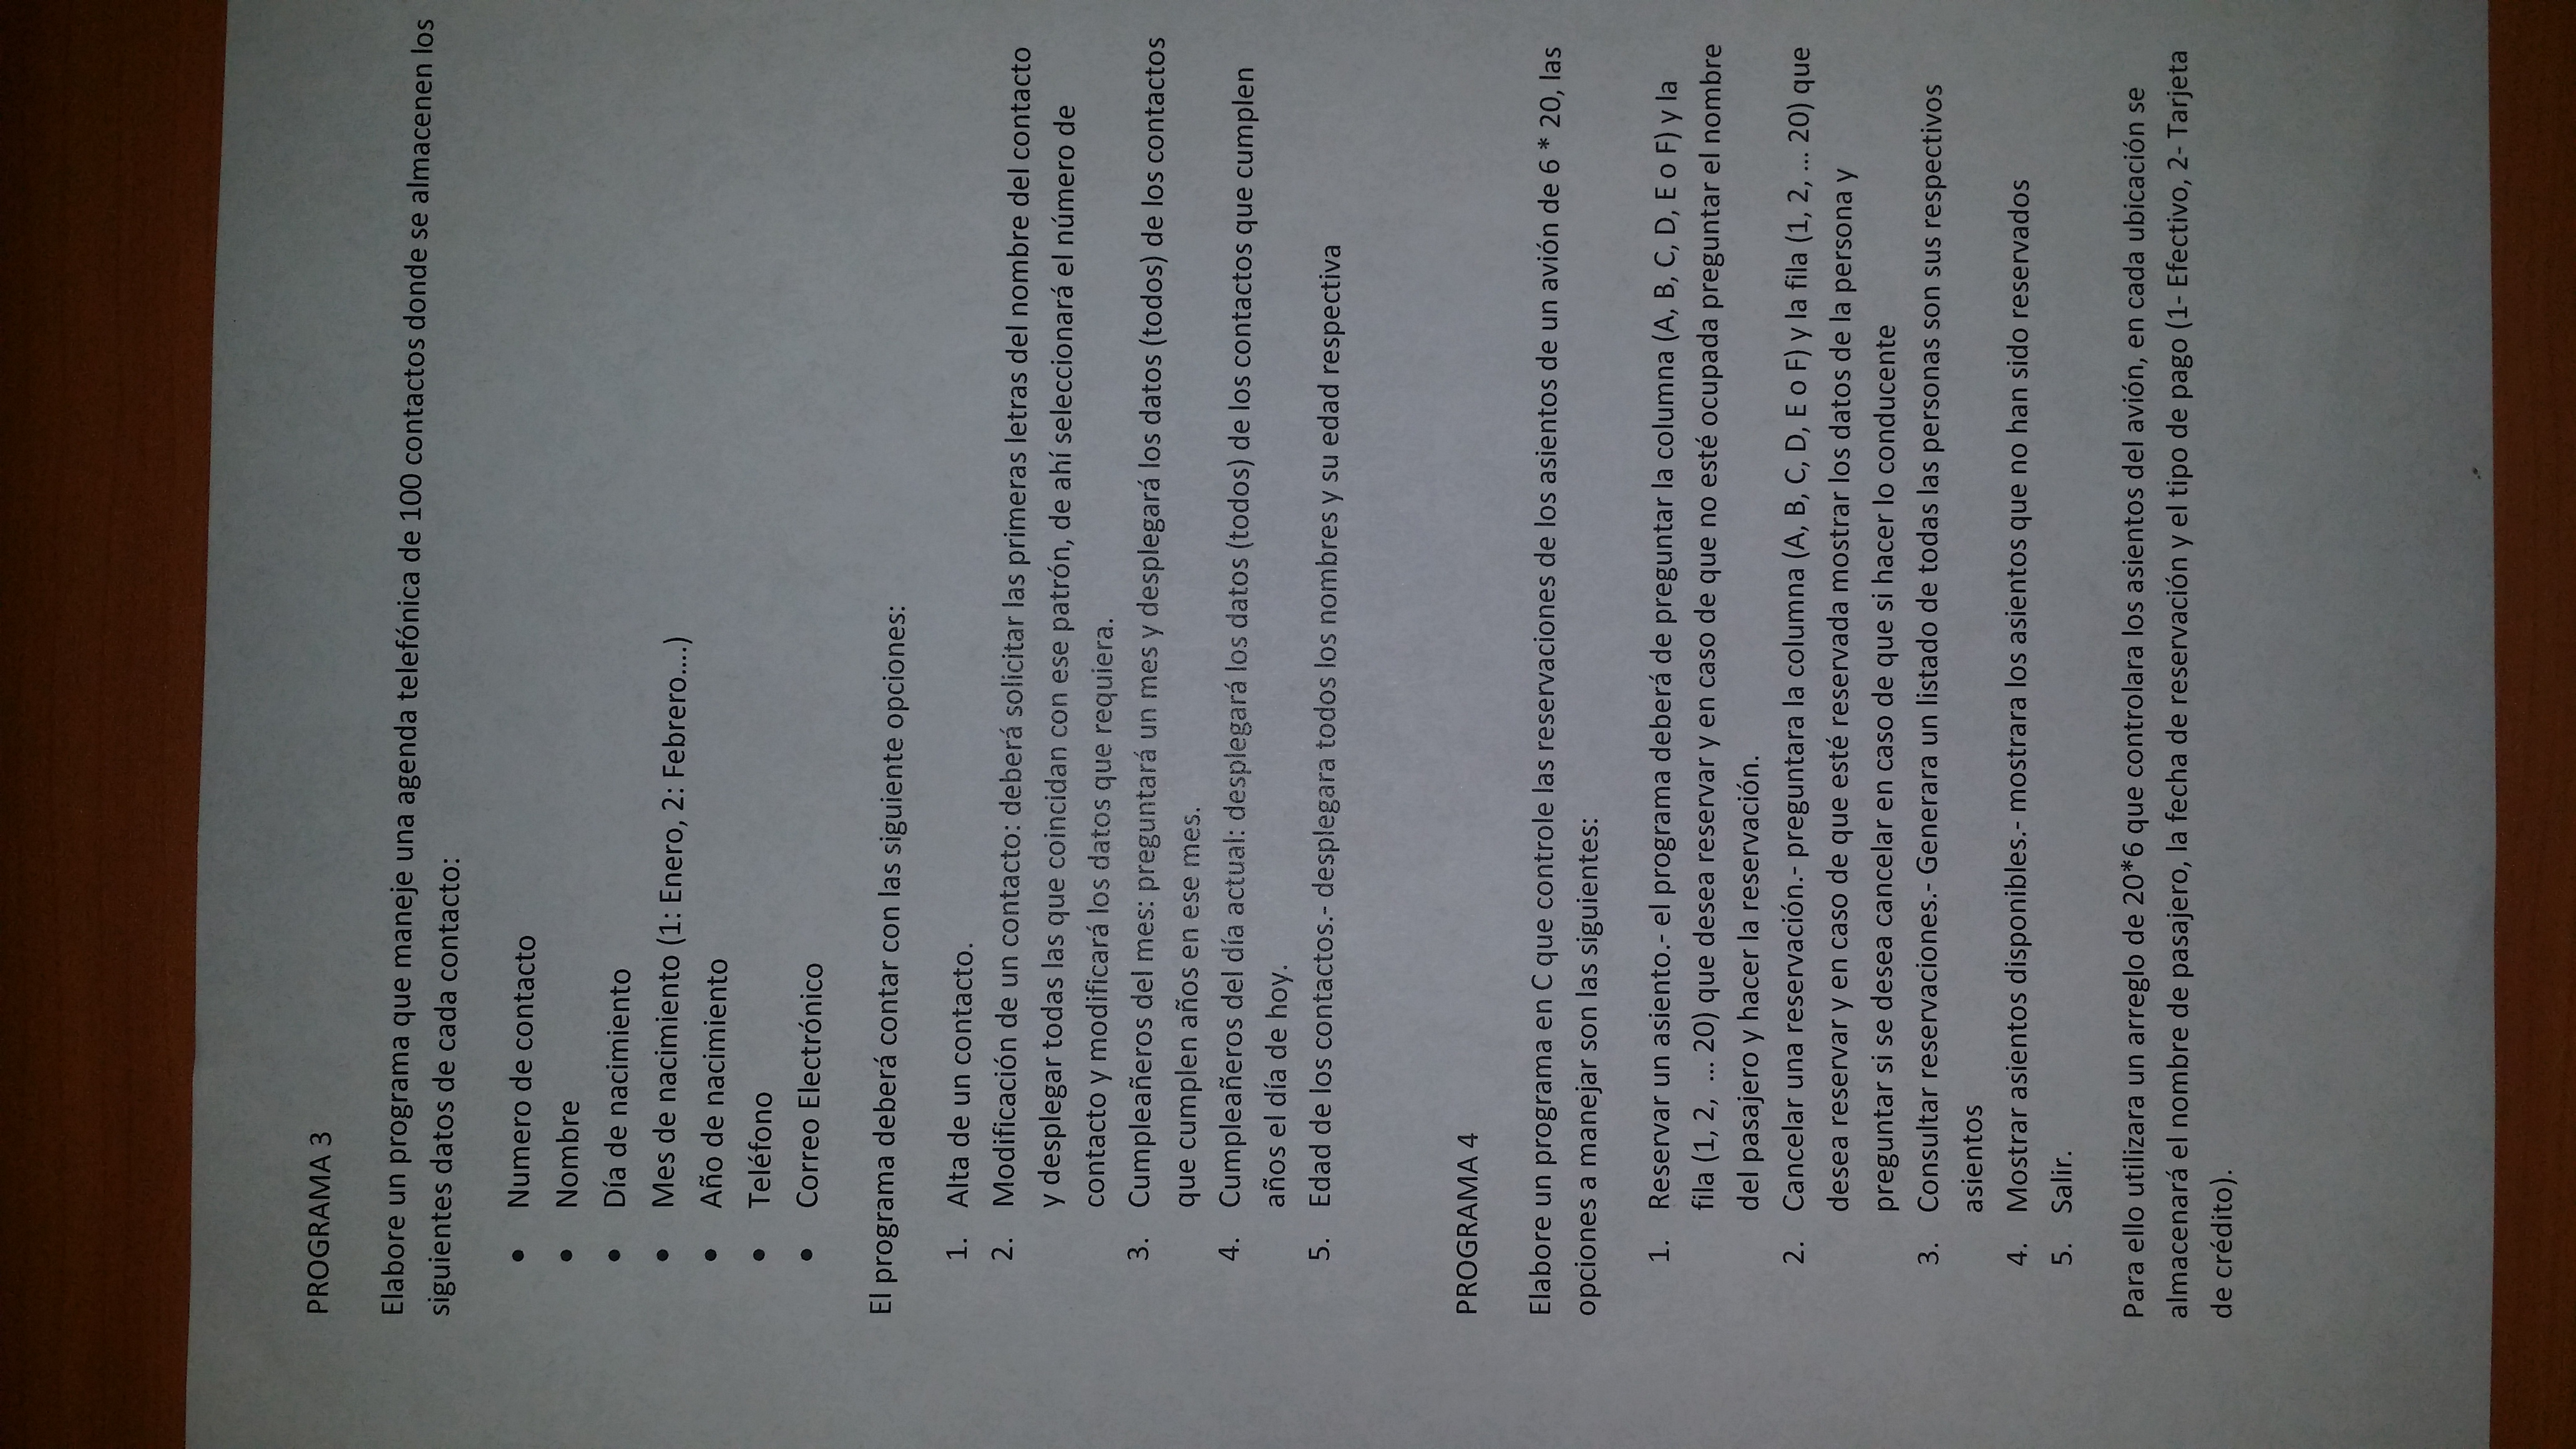 PROGRAMA 3
Elabore un programa que maneje una agenda telefónica de 100 contactos donde se almacenen los
siguientes datos de cada contacto:
• Numero de contacto
• Nombre
• Día de nacimiento
• Mes de nacimiento (1: Enero, 2: Febrero....)
• Año de nacimiento
• Teléfono
• Correo Electrónico
El programa deberá contar con las siguiente opciones:
1. Alta de un contacto.
2. Modificación de un contacto: deberá solicitar las primeras letras del nombre del contacto
y desplegar todas las que coincidan con ese patrón, de ahí seleccionará el número de
contacto y modificará los datos que requiera.
3. Cumpleañeros del mes: preguntará un mes y desplegará los datos (todos) de los contactos
que cumplen años en ese mes.
4. Cumpleañeros del día actual: desplegará los datos (todos) de los contactos que cumplen
años el día de hoy.
5. Edad de los contactos.- desplegara todos los nombres y su edad respectiva
PROGRAMA 4
Elabore un programa en C que controle las reservaciones de los asientos de un avión de 6 * 20, las
opciones a manejar son las siguientes:
1. Reservar un asiento.- el programa deberá de preguntar la columna (A, B, C, D, E o F) y la
fila (1, 2, ... 20) que desea reservar y en caso de que no esté ocupada preguntar el nombre
del pasajero y hacer la reservación.
2. Cancelar una reservación.- preguntara la columna (A, B, C, D, E o F) y la fila (1, 2, ... 20) que
desea reservar y en caso de que esté reservada mostrar los datos de la persona y
preguntar si se desea cancelar en caso de que si hacer lo conducente
3. Consultar reservaciones.- Generara un listado de todas las personas son sus respectivos
asientos
4. Mostrar asientos disponibles.- mostrara los asientos que no han sido reservados
5. Salir.
Para ello utilizara un arreglo de 20*6 que controlara los asientos del avión, en cada ubicación se
almacenará el nombre de pasajero, la fecha de reservación y el tipo de pago (1- Efectivo, 2- Tarjeta
de crédito).